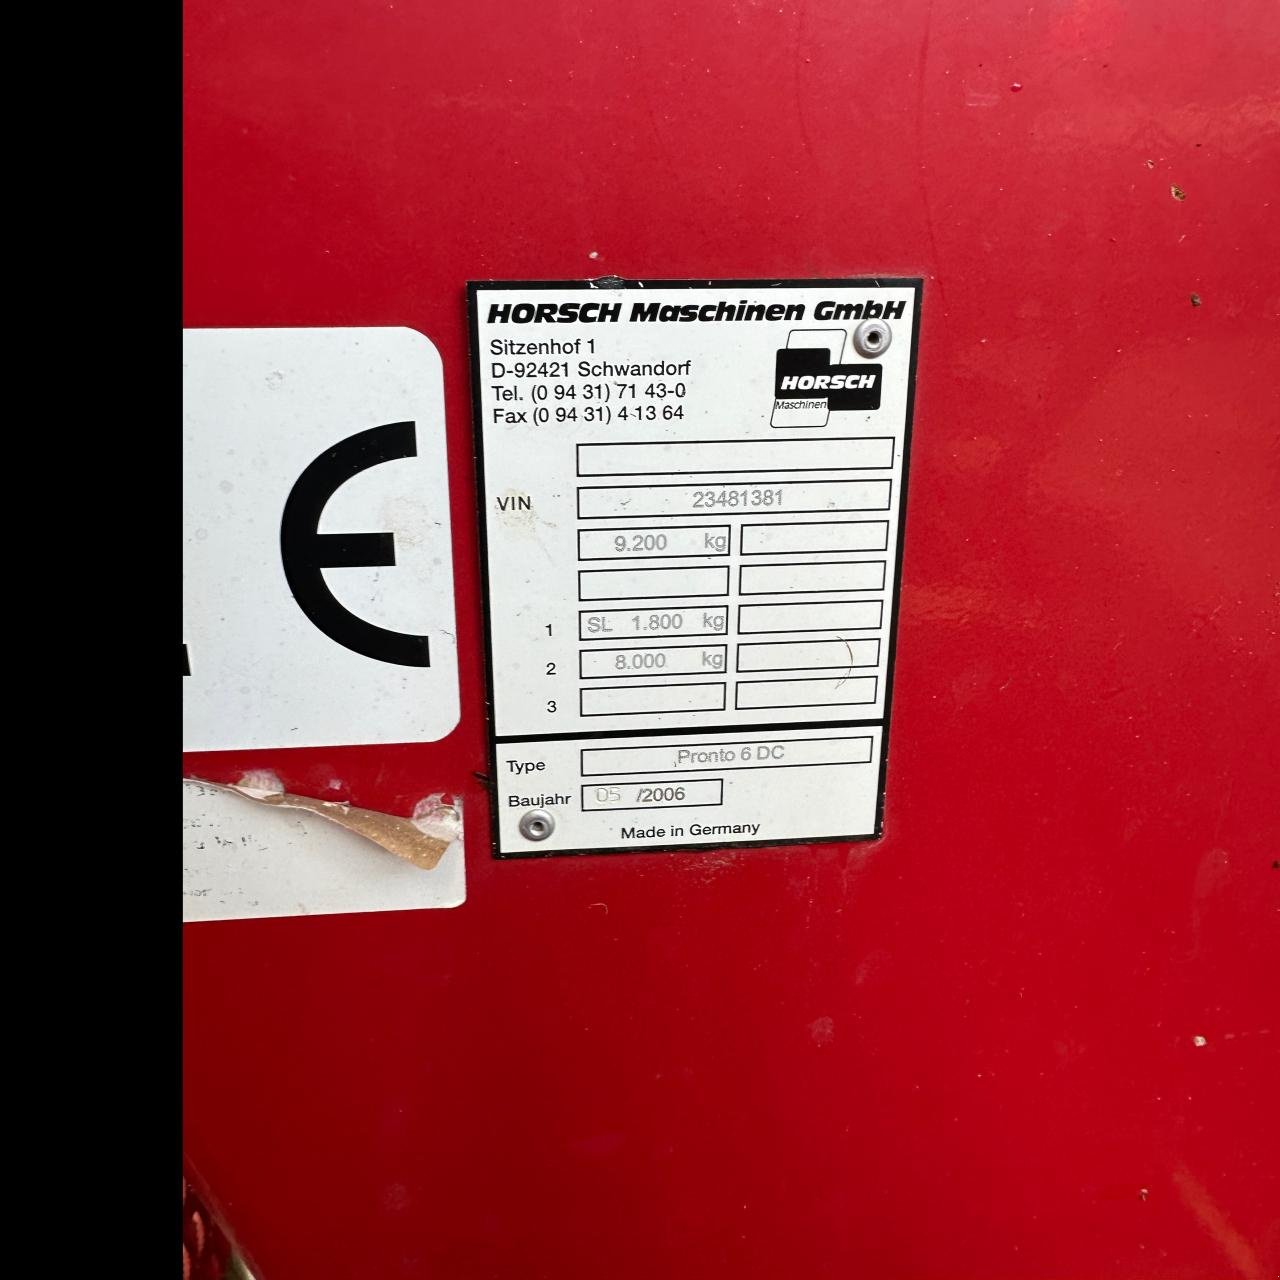 HORSCH Maschinen GmbH
Sitzenhof 1
D-92421 Schwandorf
Tel. (0 94 31) 71 43-0
Fax (0 94 31) 4 13 64
HORSCH
Maschinen
CE
VIN 23481381
9.200 kg
1 SL 1.800 kg
2 8.000 kg
3
Type Pronto 6 DC
Baujahr 05 /2006
Made in Germany